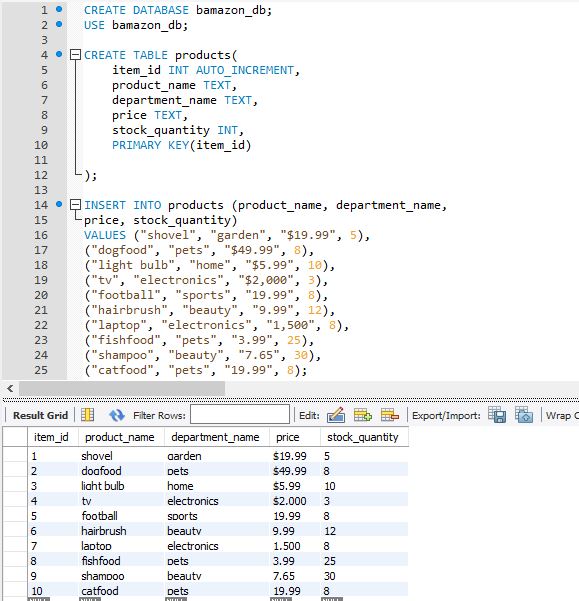 1 CREATE DATABASE bamazon_db;
2 USE bamazon_db;
3
4 CREATE TABLE products(
5 item_id INT AUTO_INCREMENT,
6 product_name TEXT,
7 department_name TEXT,
8 price TEXT,
9 stock_quantity INT,
10 PRIMARY KEY(item_id)
11
12 );
13
14 INSERT INTO products (product_name, department_name,
15 price, stock_quantity)
16 VALUES ("shovel", "garden", "$19.99", 5),
17 ("dogfood", "pets", "$49.99", 8),
18 ("light bulb", "home", "$5.99", 10),
19 ("tv", "electronics", "$2,000", 3),
20 ("football", "sports", "19.99", 8),
21 ("hairbrush", "beauty", "9.99", 12),
22 ("laptop", "electronics", "1,500", 8),
23 ("fishfood", "pets", "3.99", 25),
24 ("shampoo", "beauty", "7.65", 30),
25 ("catfood", "pets", "19.99", 8);
Result Grid Filter Rows: Edit: Export/Import: Wrap C
item_id product_name department_name price stock_quantity
1 shovel garden $19.99 5
2 dogfood pets $49.99 8
3 light bulb home $5.99 10
4 tv electronics $2,000 3
5 football sports 19.99 8
6 hairbrush beauty 9.99 12
7 laptop electronics 1,500 8
8 fishfood pets 3.99 25
9 shampoo beauty 7.65 30
10 catfood pets 19.99 8
NULL NULL NULL NULL NULL